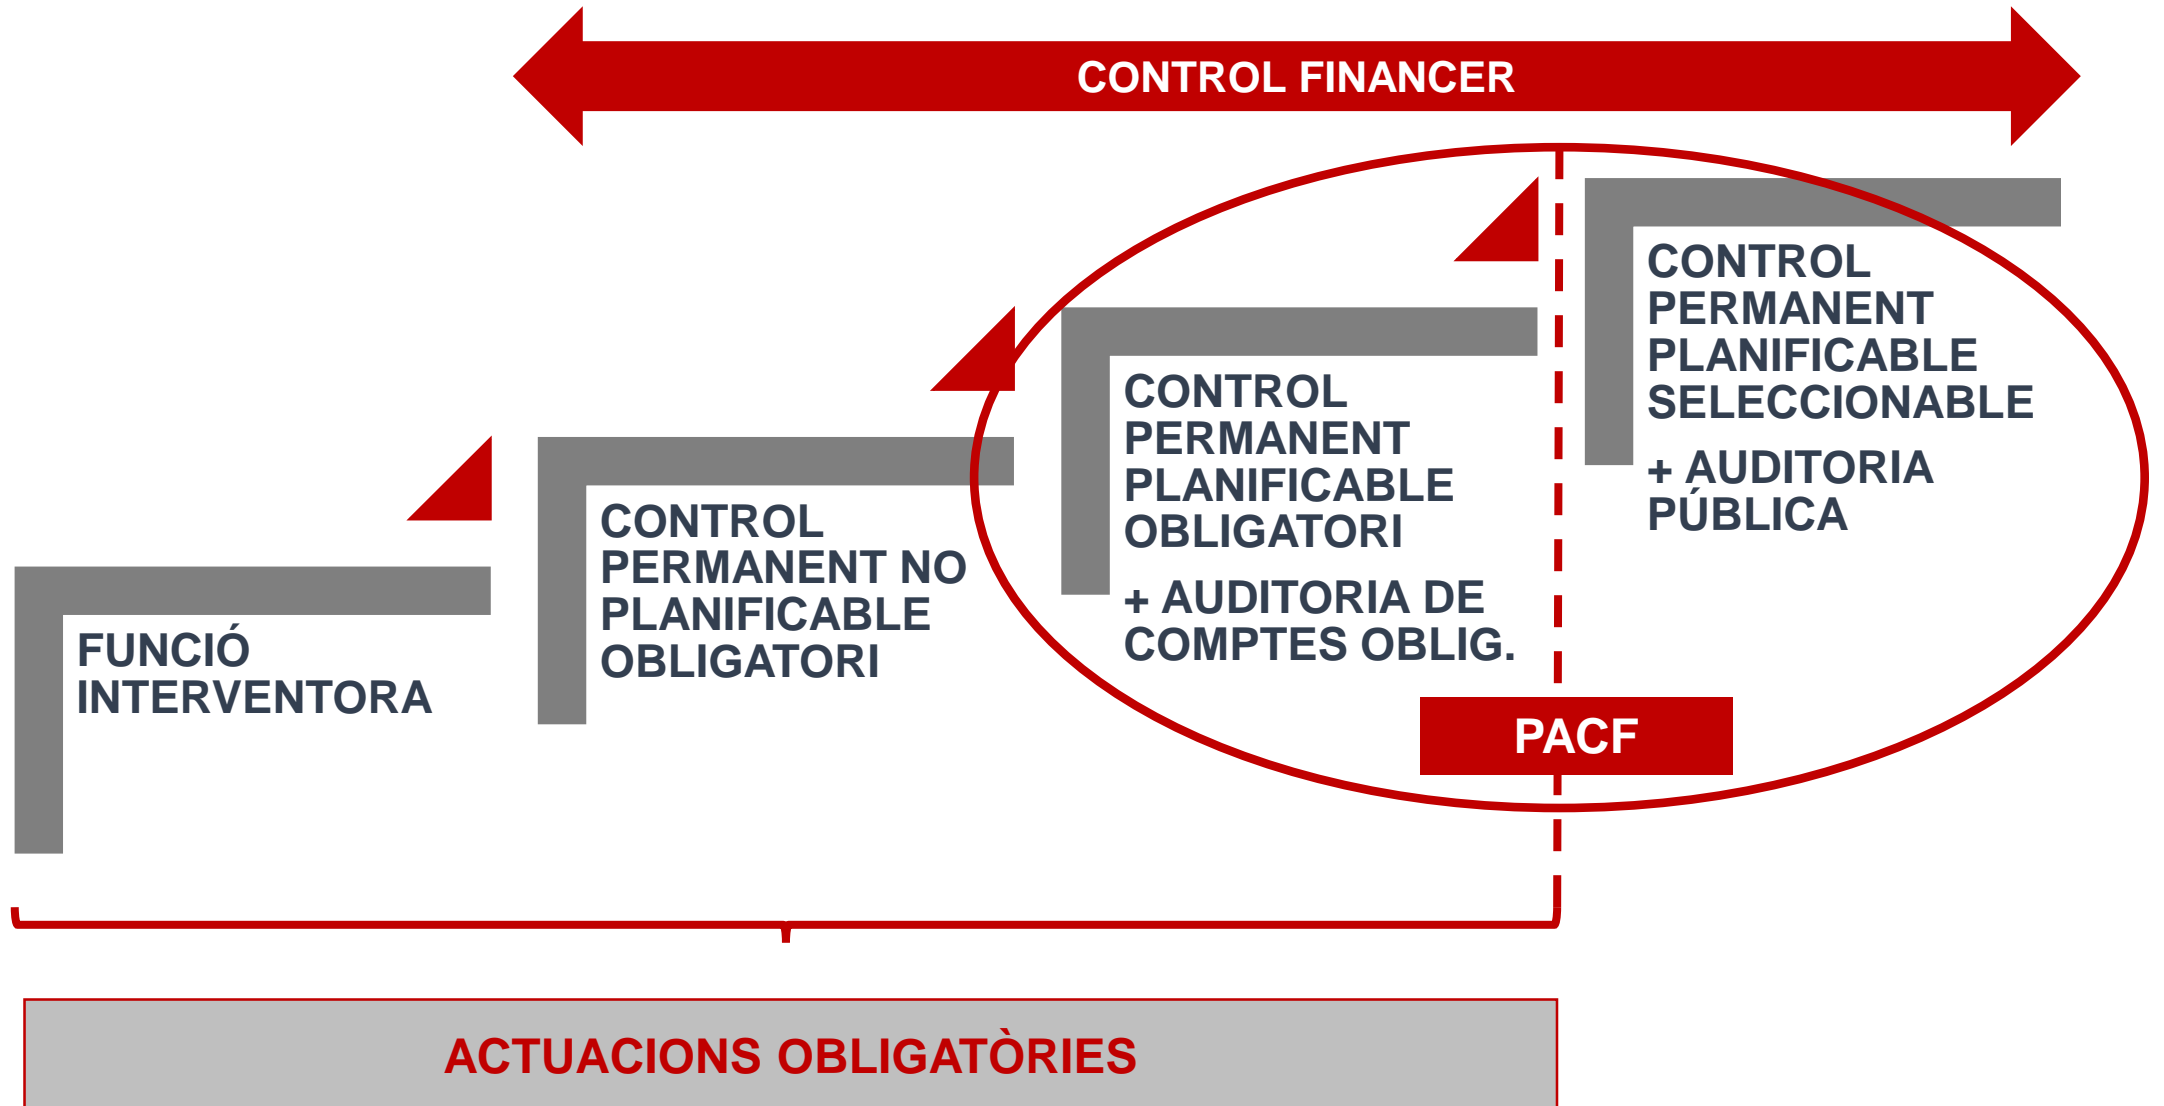 CONTROL FINANCER
FUNCIÓ
INTERVENTORA
CONTROL
PERMANENT NO
PLANIFICABLE
OBLIGATORI
CONTROL
PERMANENT
PLANIFICABLE
OBLIGATORI
+ AUDITORIA DE
COMPTES OBLIG.
CONTROL
PERMANENT
PLANIFICABLE
SELECCIONABLE
+ AUDITORIA
PÚBLICA
PACF
ACTUACIONS OBLIGATÒRIES